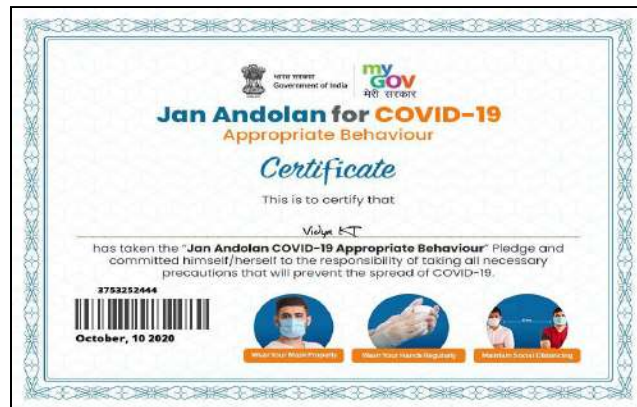 भारत सरकार
Government of India
my
GOV
मेरी सरकार
Jan Andolan for COVID-19
Appropriate Behaviour
Certificate
This is to certify that
Vidya KT
has taken the "Jan Andolan COVID-19 Appropriate Behaviour" Pledge and
committed himself/herself to the responsibility of taking all necessary
precautions that will prevent the spread of COVID-19.
3753252444
October, 10 2020
Wear Your Mask Properly
Wash Your Hands Regularly
Maintain Social Distancing